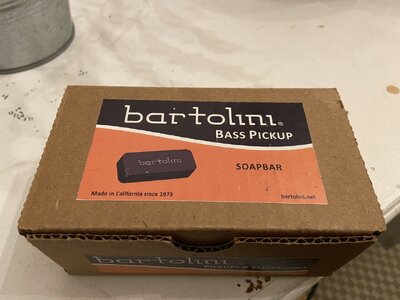 bartolini®
BASS PICKUP
bartolini
SOAPBAR
Made in California since 1973
bartolini.net
bartolini